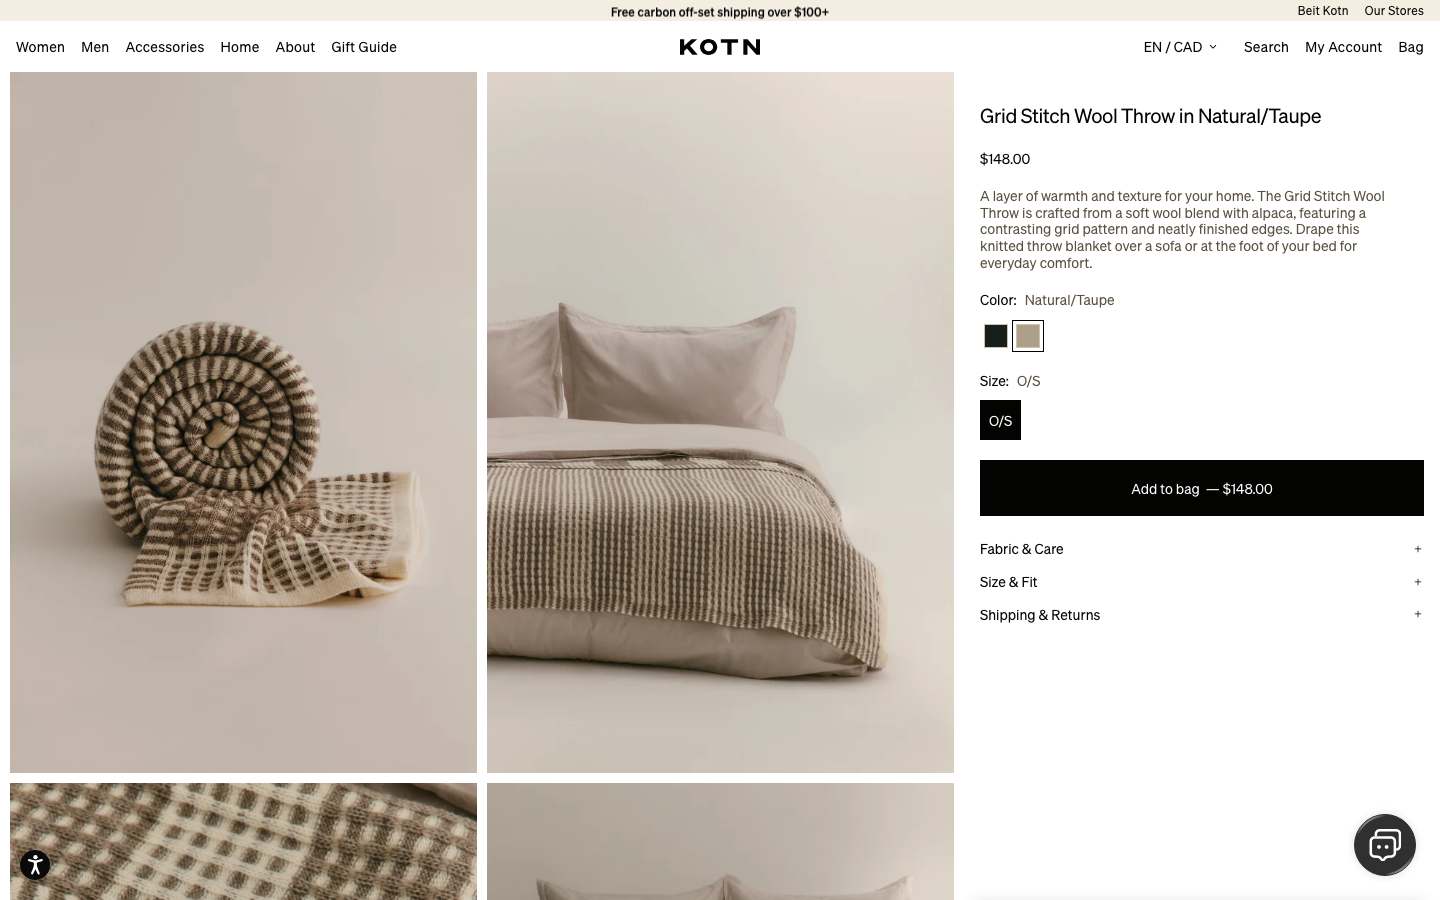 Free carbon off-set shipping over $100+
Beit Kotn
Our Stores
Women
Men
Accessories
Home
About
Gift Guide
KOTN
EN / CAD
Search
My Account
Bag
Grid Stitch Wool Throw in Natural/Taupe
$148.00
A layer of warmth and texture for your home. The Grid Stitch Wool
Throw is crafted from a soft wool blend with alpaca, featuring a
contrasting grid pattern and neatly finished edges. Drape this
knitted throw blanket over a sofa or at the foot of your bed for
everyday comfort.
Color: Natural/Taupe
Size: O/S
O/S
Add to bag — $148.00
Fabric & Care +
Size & Fit +
Shipping & Returns +